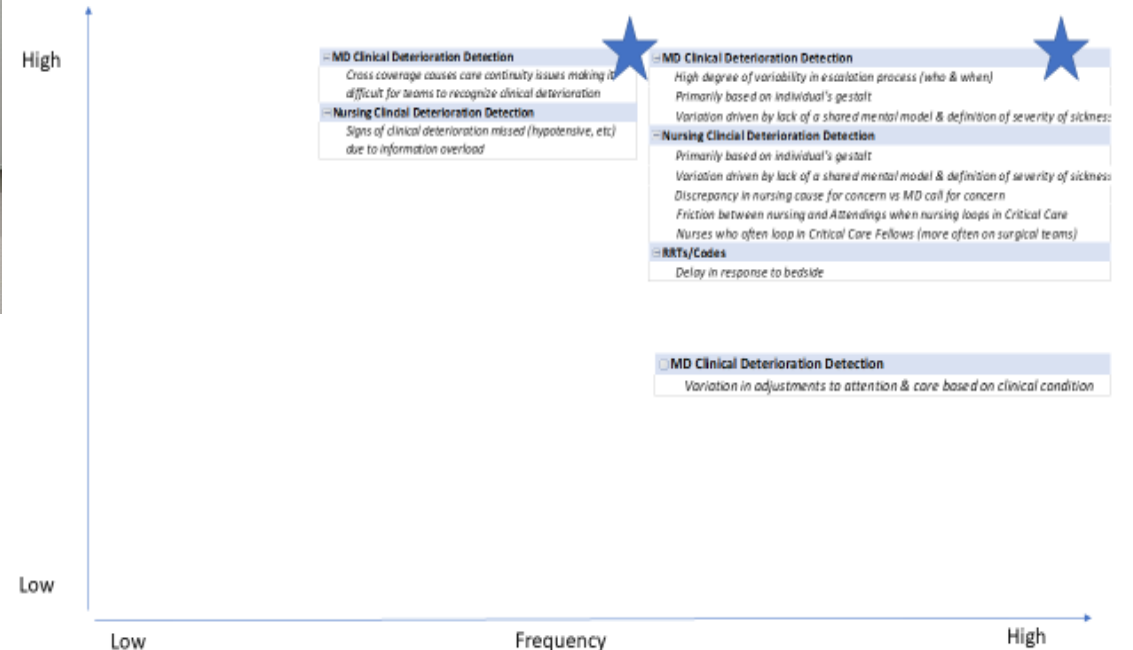 High
MD Clinical Deterioration Detection
Cross coverage causes care continuity issues making it
difficult for teams to recognize clinical deterioration
Nursing Clincial Deterioration Detection
Signs of clinical deterioration missed (hypotensive, etc)
due to information overload
MD Clinical Deterioration Detection
High degree of variability in escalation process (who & when)
Primarily based on individual's gestalt
Variation driven by lack of a shared mental model & definition of severity of sickness
Nursing Clincial Deterioration Detection
Primarily based on individual's gestalt
Variation driven by lack of a shared mental model & definition of severity of sickness
Discrepancy in nursing cause for concern vs MD call for concern
Friction between nursing and Attendings when nursing loops in Critical Care
Nurses who often loop in Critical Care Fellows (more often on surgical teams)
RRTs/Codes
Delay in response to bedside
MD Clinical Deterioration Detection
Variation in adjustments to attention & care based on clinical condition
Low
Low
Frequency
High